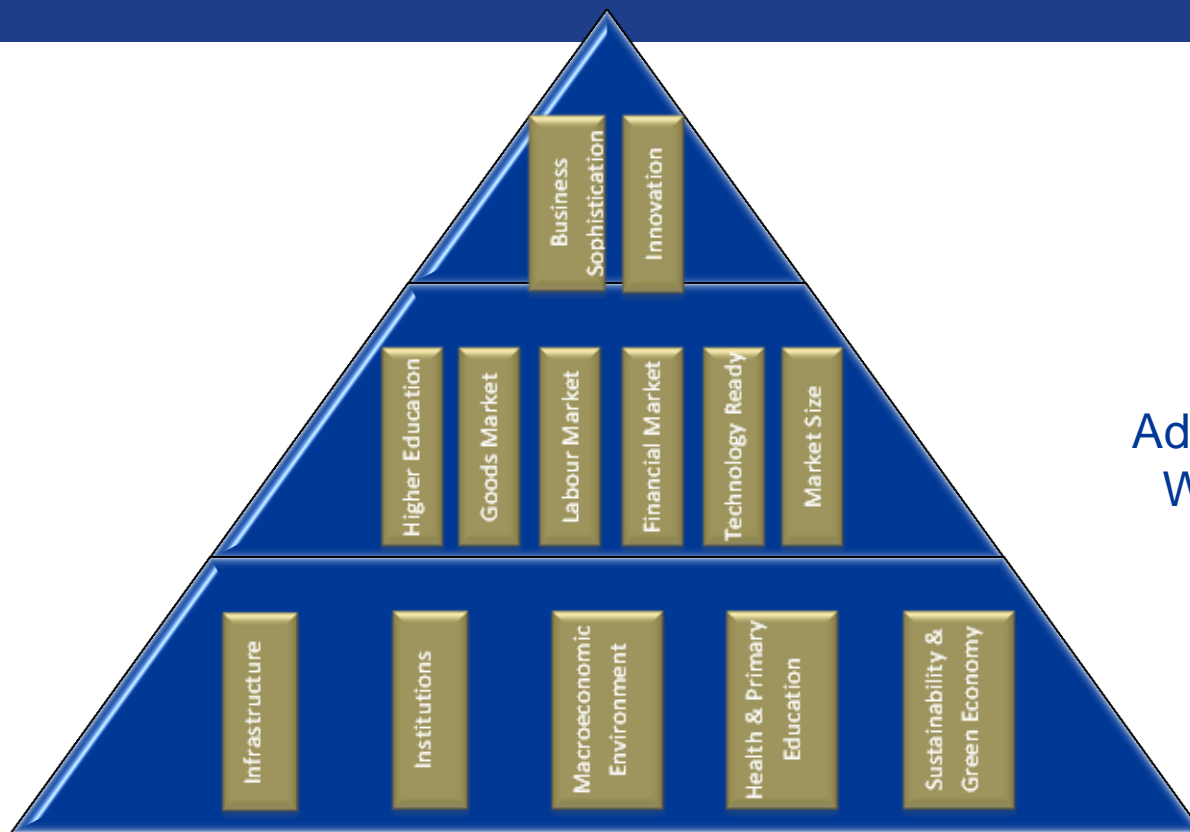 Business
Sophistication
Innovation
Higher Education
Goods Market
Labour Market
Financial Market
Technology Ready
Market Size
Ad
W
Infrastructure
Institutions
Macroeconomic
Environment
Health & Primary
Education
Sustainability &
Green Economy